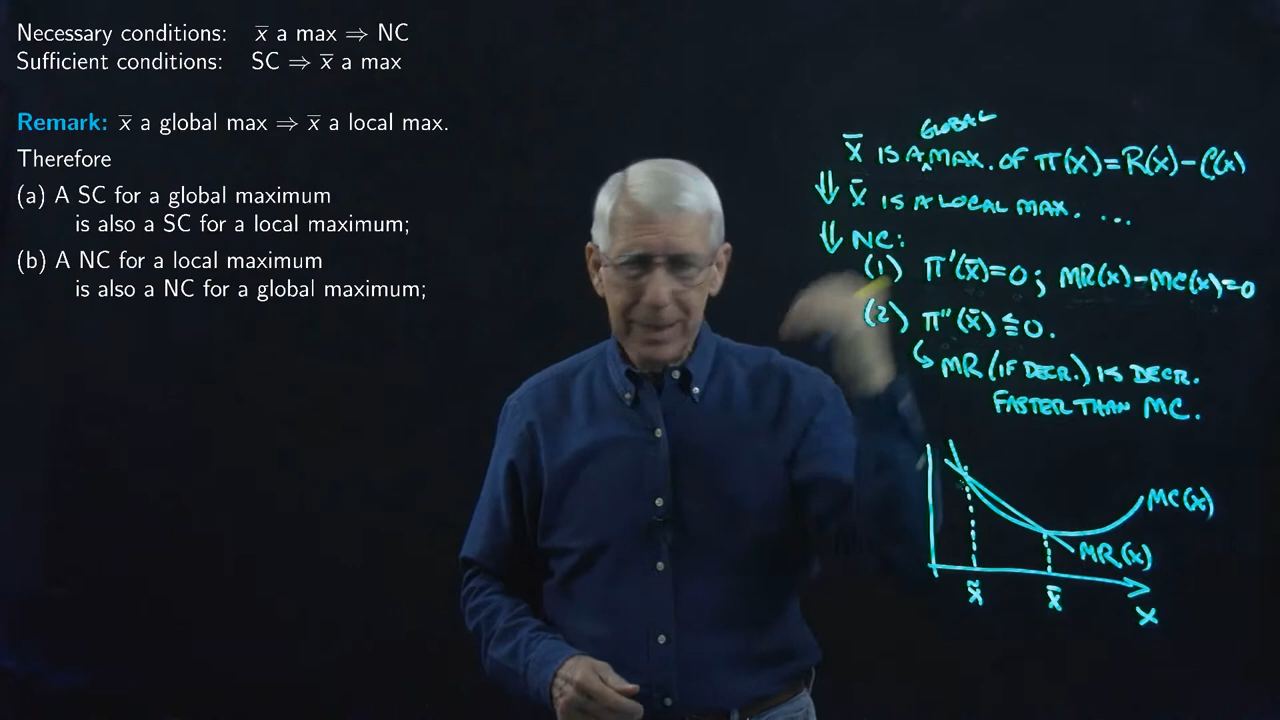 Necessary conditions: x̄ a max ⇒ NC
Sufficient conditions: SC ⇒ x̄ a max
Remark: x̄ a global max ⇒ x̄ a local max.
Therefore
(a) A SC for a global maximum
is also a SC for a local maximum;
(b) A NC for a local maximum
is also a NC for a global maximum;
GLOBAL
x̄ IS A MAX. OF π(x)=R(x)-C(x)
⇓ x̄ IS A LOCAL MAX. ...
⇓ NC:
(1) π'(x̄)=0; MR(x)-MC(x)=0
(2) π''(x̄)≦0.
↳ MR (IF DECR.) IS DECR.
FASTER THAN MC.
MC(x)
MR(x)
x̃ x̄
x